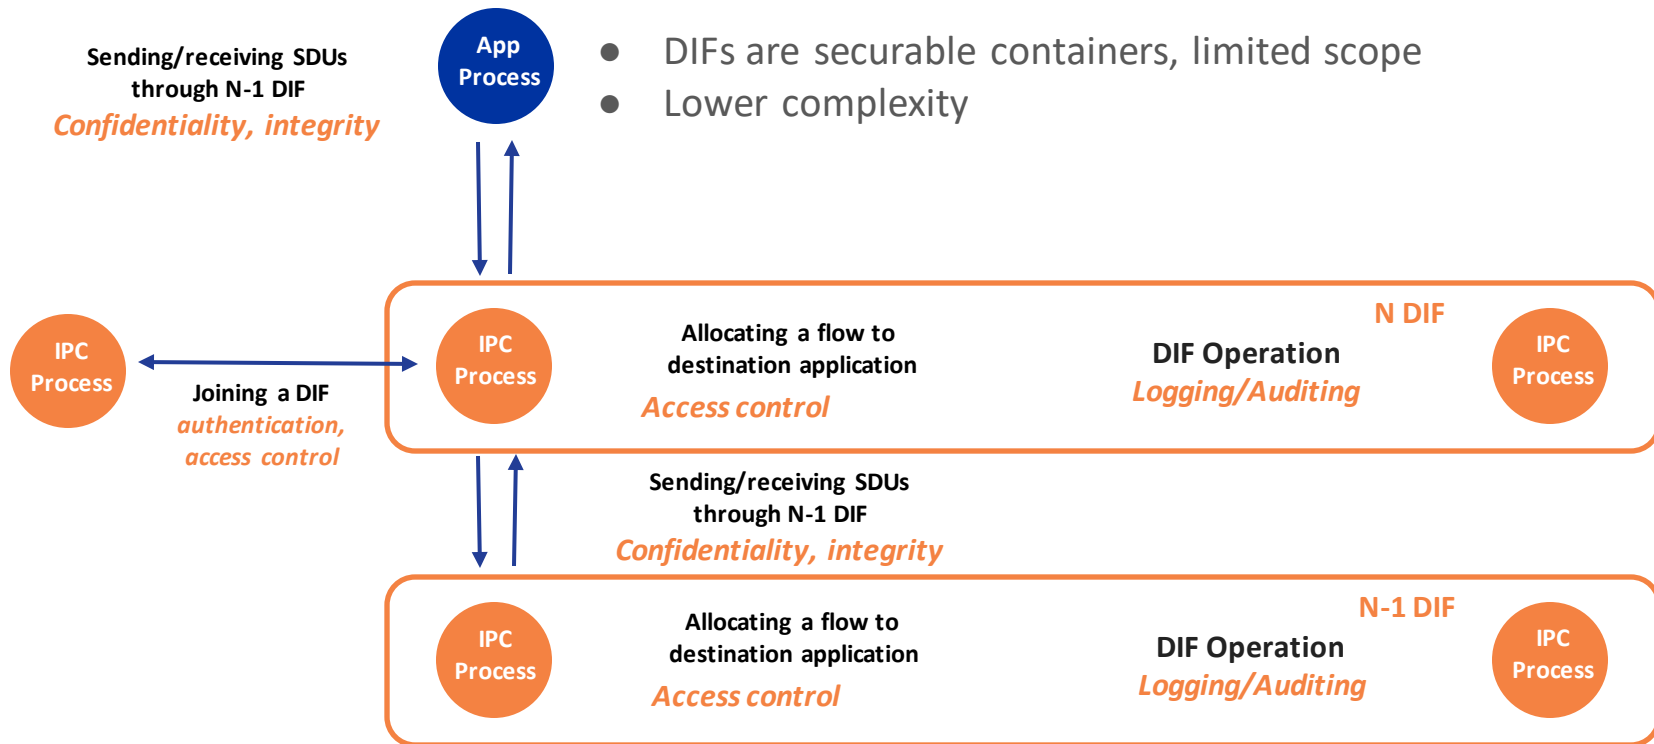 App
Process
Sending/receiving SDUs
through N-1 DIF
Confidentiality, integrity
● DIFs are securable containers, limited scope
● Lower complexity
IPC
Process
Joining a DIF
authentication,
access control
IPC
Process
Allocating a flow to
destination application
Access control
N DIF
DIF Operation
Logging/Auditing
IPC
Process
Sending/receiving SDUs
through N-1 DIF
Confidentiality, integrity
IPC
Process
Allocating a flow to
destination application
Access control
N-1 DIF
DIF Operation
Logging/Auditing
IPC
Process